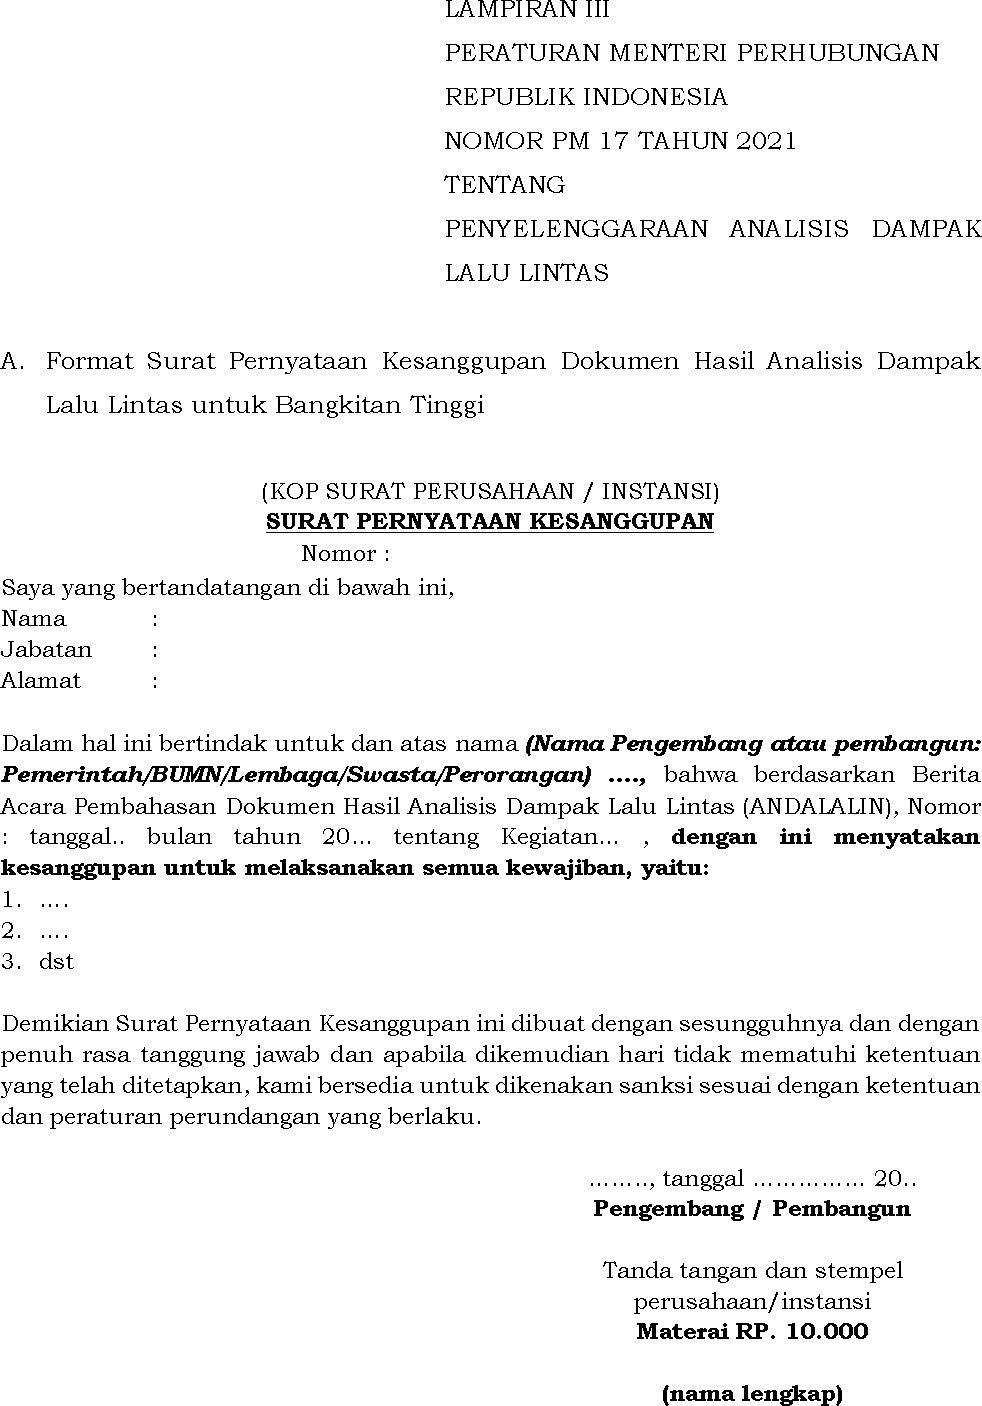 LAMPIRAN III
PERATURAN MENTERI PERHUBUNGAN
REPUBLIK INDONESIA
NOMOR PM 17 TAHUN 2021
TENTANG
PENYELENGGARAAN ANALISIS DAMPAK
LALU LINTAS
A. Format Surat Pernyataan Kesanggupan Dokumen Hasil Analisis Dampak
Lalu Lintas untuk Bangkitan Tinggi
(KOP SURAT PERUSAHAAN / INSTANSI)
SURAT PERNYATAAN KESANGGUPAN
Nomor :
Saya yang bertandatangan di bawah ini,
Nama :
Jabatan :
Alamat :
Dalam hal ini bertindak untuk dan atas nama (Nama Pengembang atau pembangun:
Pemerintah/BUMN/Lembaga/Swasta/Perorangan) ...., bahwa berdasarkan Berita
Acara Pembahasan Dokumen Hasil Analisis Dampak Lalu Lintas (ANDALALIN), Nomor
: tanggal.. bulan tahun 20... tentang Kegiatan... , dengan ini menyatakan
kesanggupan untuk melaksanakan semua kewajiban, yaitu:
1. ....
2. ....
3. dst
Demikian Surat Pernyataan Kesanggupan ini dibuat dengan sesungguhnya dan dengan
penuh rasa tanggung jawab dan apabila dikemudian hari tidak mematuhi ketentuan
yang telah ditetapkan, kami bersedia untuk dikenakan sanksi sesuai dengan ketentuan
dan peraturan perundangan yang berlaku.
........, tanggal ............... 20..
Pengembang / Pembangun
Tanda tangan dan stempel
perusahaan/instansi
Materai RP. 10.000
(nama lengkap)